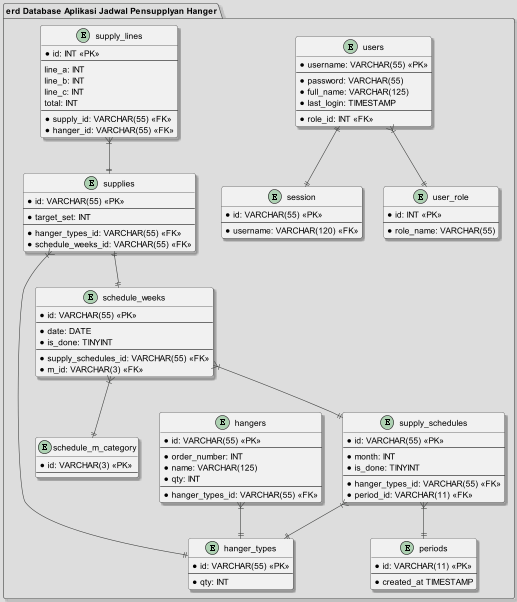 erd Database Aplikasi Jadwal Pensupplyan Hanger
E supply_lines
• id: INT «PK»
line_a: INT
line_b: INT
line_c: INT
total: INT
• supply_id: VARCHAR(55) «FK»
• hanger_id: VARCHAR(55) «FK»
E users
• username: VARCHAR(55) «PK»
• password: VARCHAR(55)
• full_name: VARCHAR(125)
• last_login: TIMESTAMP
• role_id: INT «FK»
E supplies
• id: VARCHAR(55) «PK»
• target_set: INT
• hanger_types_id: VARCHAR(55) «FK»
• schedule_weeks_id: VARCHAR(55) «FK»
E session
• id: VARCHAR(55) «PK»
• username: VARCHAR(120) «FK»
E user_role
• id: INT «PK»
• role_name: VARCHAR(55)
E schedule_weeks
• id: VARCHAR(55) «PK»
• date: DATE
• is_done: TINYINT
• supply_schedules_id: VARCHAR(55) «FK»
• m_id: VARCHAR(3) «FK»
E schedule_m_category
• id: VARCHAR(3) «PK»
E hangers
• id: VARCHAR(55) «PK»
• order_number: INT
• name: VARCHAR(125)
• qty: INT
• hanger_types_id: VARCHAR(55) «FK»
E supply_schedules
• id: VARCHAR(55) «PK»
• month: INT
• is_done: TINYINT
• hanger_types_id: VARCHAR(55) «FK»
• period_id: VARCHAR(11) «FK»
E hanger_types
• id: VARCHAR(55) «PK»
• qty: INT
E periods
• id: VARCHAR(11) «PK»
• created_at TIMESTAMP